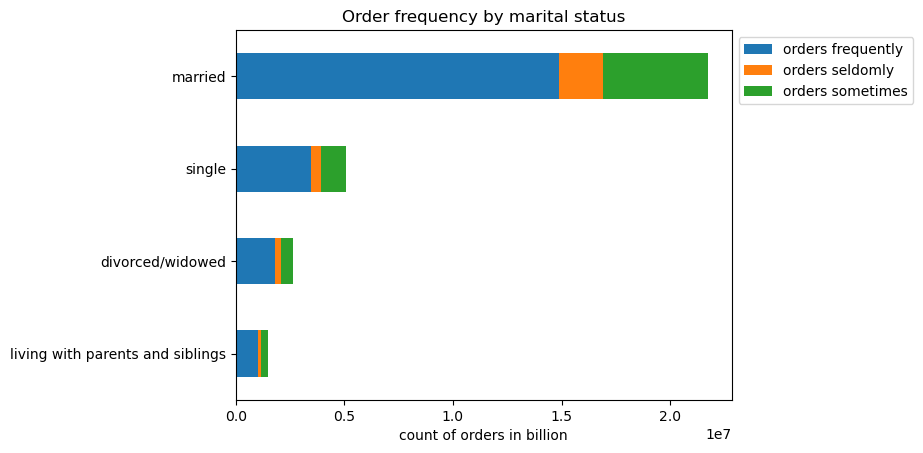 Order frequency by marital status
orders frequently
orders seldomly
orders sometimes
married
single
divorced/widowed
living with parents and siblings
0.0 0.5 1.0 1.5 2.0
1e7
count of orders in billion